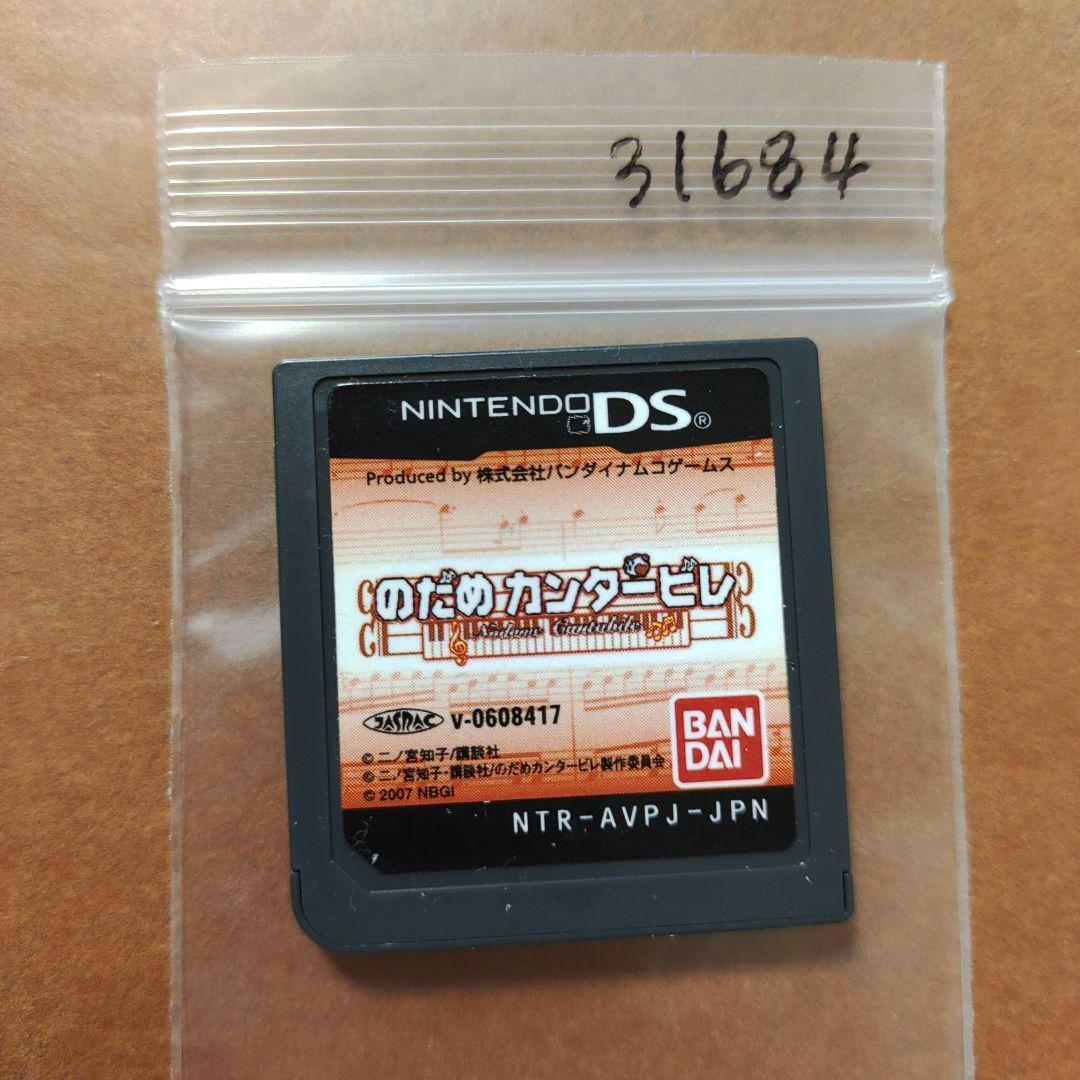 31684
NINTENDO DS®
Produced by 株式会社バンダイナムコゲームス
のだめカンタービレ
Nodame Cantabile
JASRAC V-0608417
BAN
DAI
©二ノ宮知子/講談社
©二ノ宮知子・講談社/のだめカンタービレ製作委員会
© 2007 NBGI
NTR-AVPJ-JPN